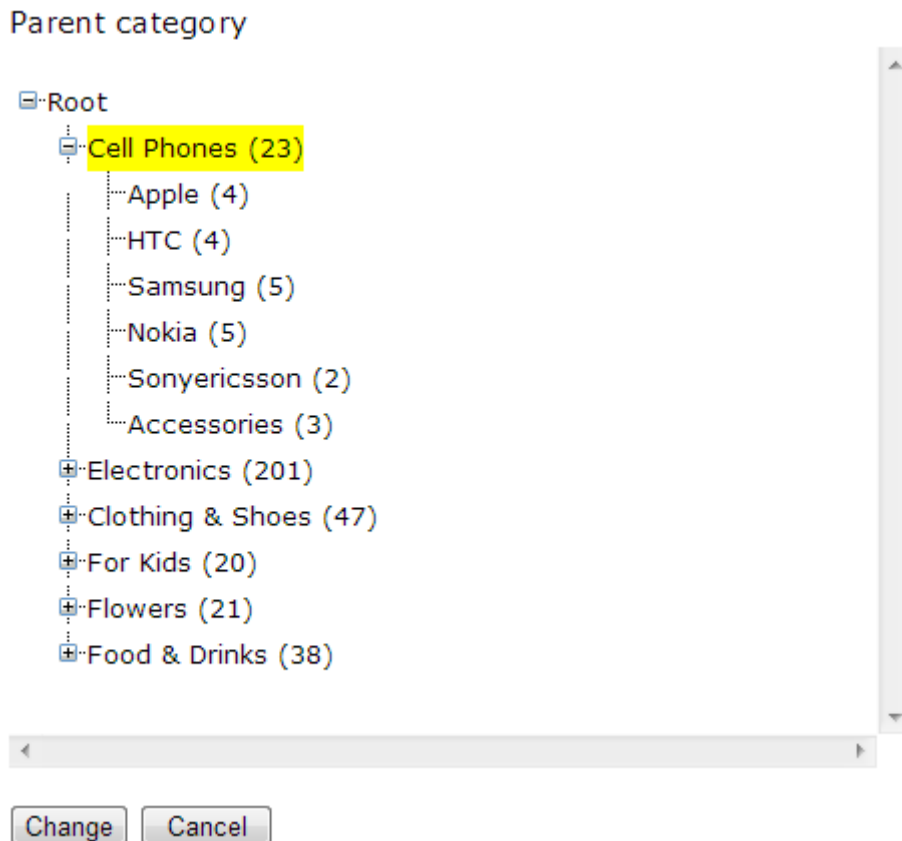 Parent category
Root
Cell Phones (23)
Apple (4)
HTC (4)
Samsung (5)
Nokia (5)
Sonyericsson (2)
Accessories (3)
Electronics (201)
Clothing & Shoes (47)
For Kids (20)
Flowers (21)
Food & Drinks (38)
Change Cancel